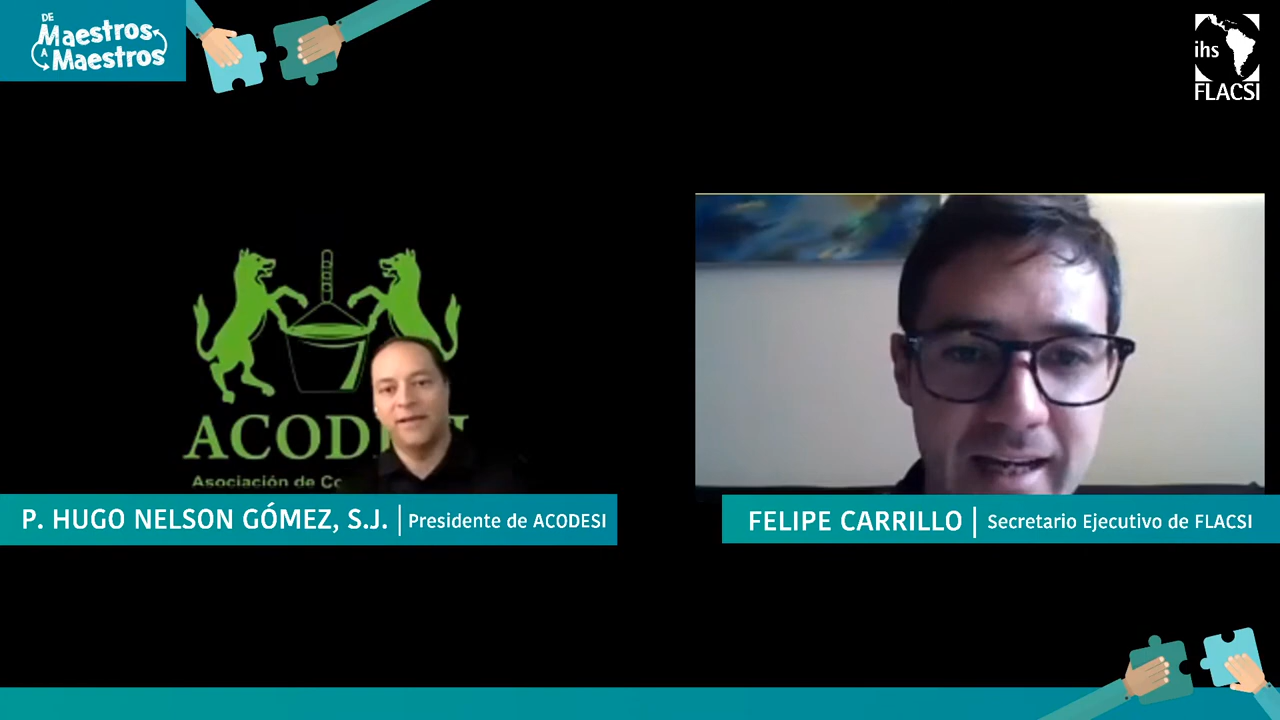 DE
Maestros
A
Maestros
ihs
FLACSI
ACOD
Asociación de Co
P. HUGO NELSON GÓMEZ, S.J. | Presidente de ACODESI
FELIPE CARRILLO | Secretario Ejecutivo de FLACSI